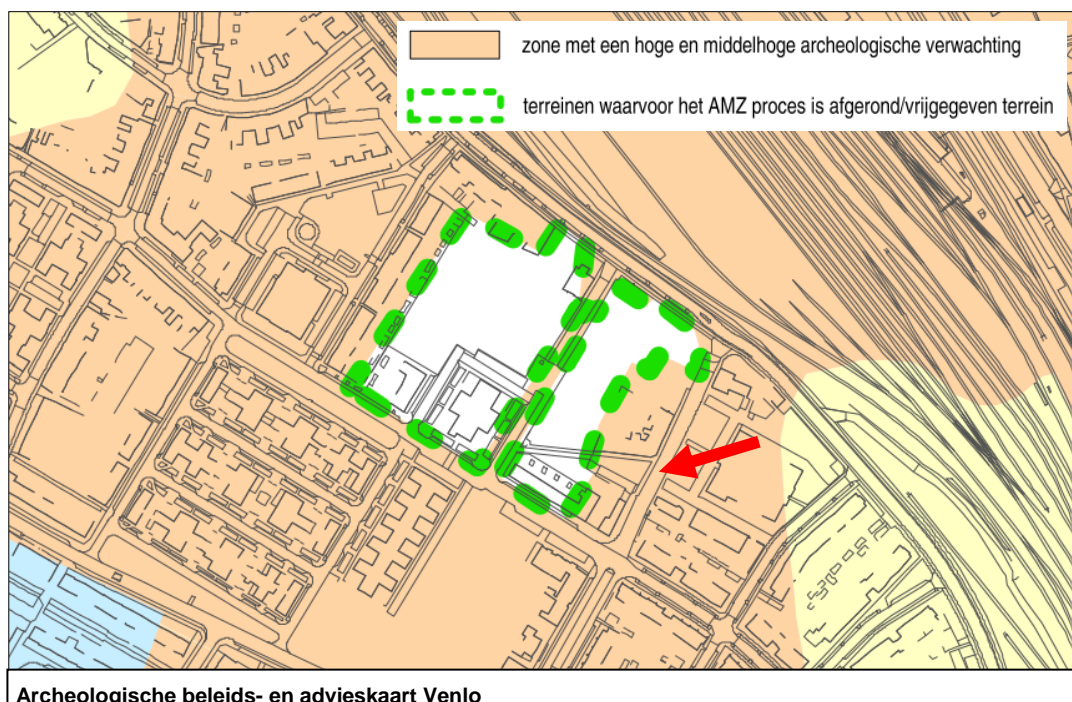 zone met een hoge en middelhoge archeologische verwachting
terreinen waarvoor het AMZ proces is afgerond/vrijgegeven terrein
Archeologische beleids- en advieskaart Venlo